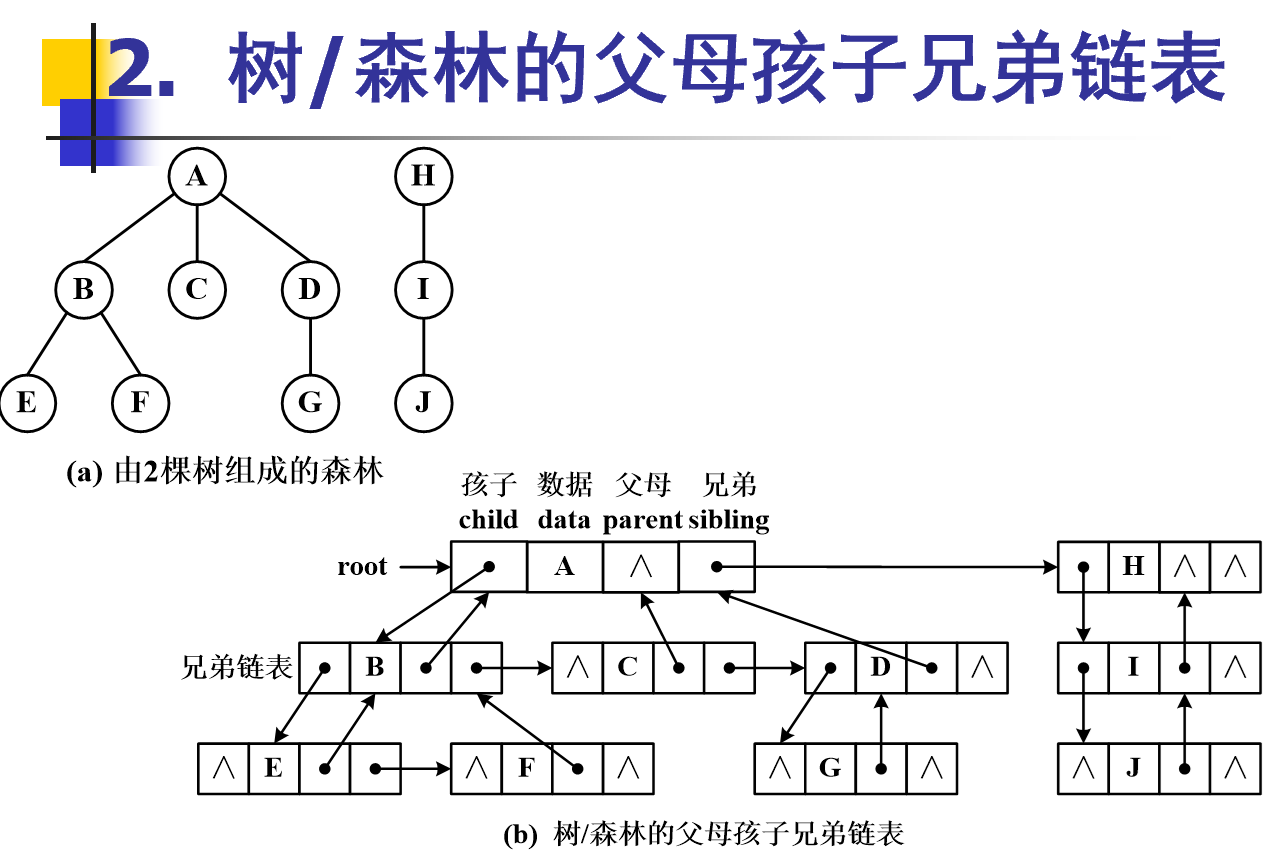 2. 树/森林的父母孩子兄弟链表
A H
B C D I
E F G J
(a) 由2棵树组成的森林
孩子 数据 父母 兄弟
child data parent sibling
root A ∧ H ∧ ∧
兄弟链表 B ∧ C D ∧ I ∧
∧ E ∧ F ∧ ∧ G ∧ ∧ J ∧
(b) 树/森林的父母孩子兄弟链表